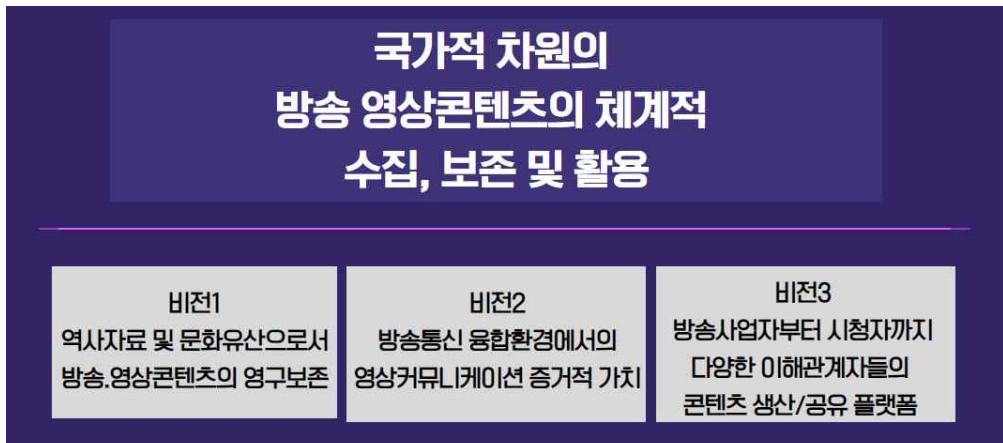 국가적 차원의
방송 영상콘텐츠의 체계적
수집, 보존 및 활용
비전1
역사자료 및 문화유산으로서
방송.영상콘텐츠의 영구보존
비전2
방송통신 융합환경에서의
영상커뮤니케이션 증거적 가치
비전3
방송사업자부터 시청자까지
다양한 이해관계자들의
콘텐츠 생산/공유 플랫폼